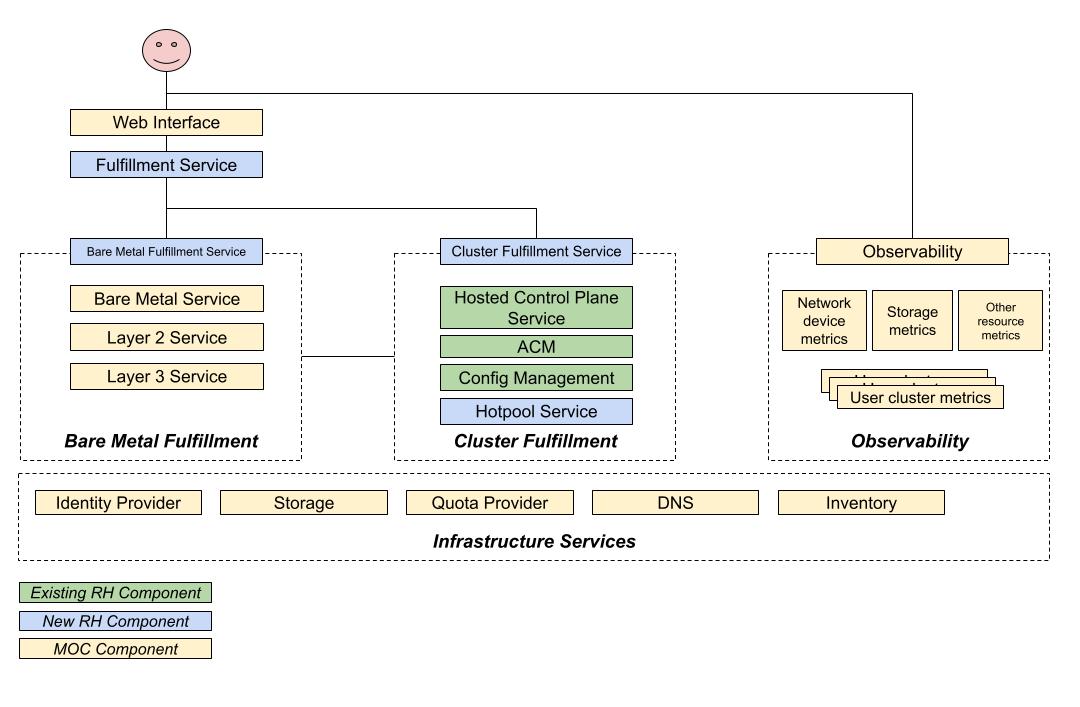 Web Interface
Fulfillment Service
Bare Metal Fulfillment Service
Cluster Fulfillment Service
Observability
Bare Metal Service
Layer 2 Service
Layer 3 Service
Bare Metal Fulfillment
Hosted Control Plane
Service
ACM
Config Management
Hotpool Service
Cluster Fulfillment
Network
device
metrics
Storage
metrics
Other
resource
metrics
User cluster metrics
Observability
Identity Provider
Storage
Quota Provider
DNS
Inventory
Infrastructure Services
Existing RH Component
New RH Component
MOC Component